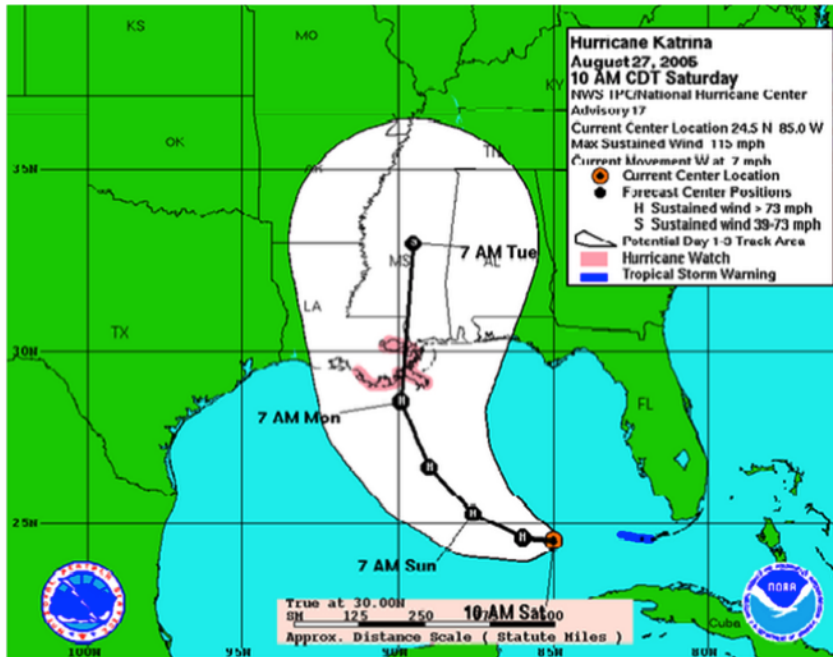 KS
MO
KY
OK
TN
AR
MS
AL
LA
TX
FL
Cuba
35N
30N
25N
100W
95W
90W
85W
80W
Hurricane Katrina
August 27, 2005
10 AM CDT Saturday
NWS TPC/National Hurricane Center
Advisory 17
Current Center Location 24.5 N 85.0 W
Max Sustained Wind 115 mph
Current Movement W at 7 mph
Current Center Location
Forecast Center Positions
H Sustained wind > 73 mph
S Sustained wind 39-73 mph
Potential Day 1-3 Track Area
Hurricane Watch
Tropical Storm Warning
S
7 AM Tue
7 AM Mon
H
H
H
H
7 AM Sun
10 AM Sat
True at 30.00N
SM 125 250
Approx. Distance Scale ( Statute Miles )
NOAA